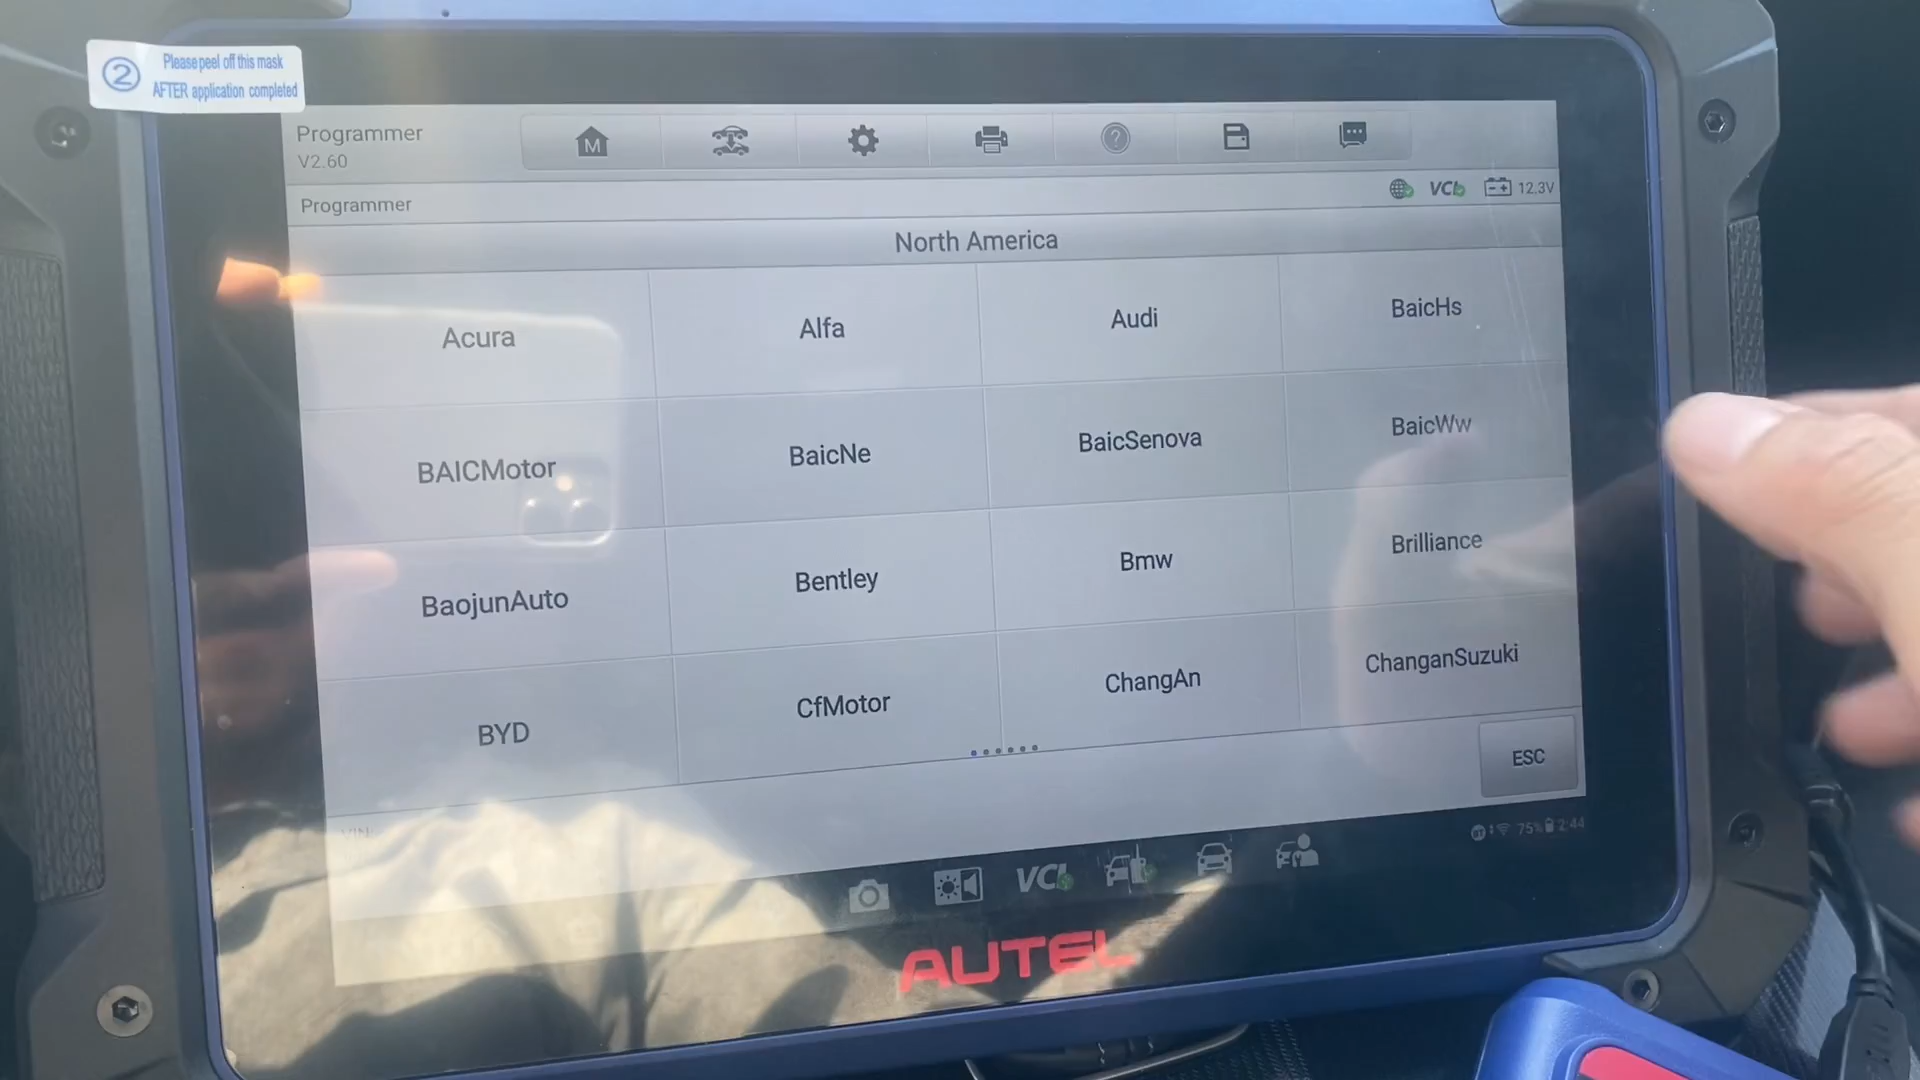 2
Please peel off this mask
AFTER application completed
Programmer
V2.60
M
?
Programmer
VCI
12.3V
North America
Acura
Alfa
Audi
BaicHs
BAICMotor
BaicNe
BaicSenova
BaicWw
BaojunAuto
Bentley
Bmw
Brilliance
BYD
CfMotor
ChangAn
ChanganSuzuki
ESC
VIN:
75% 2:44
VCI
AUTEL